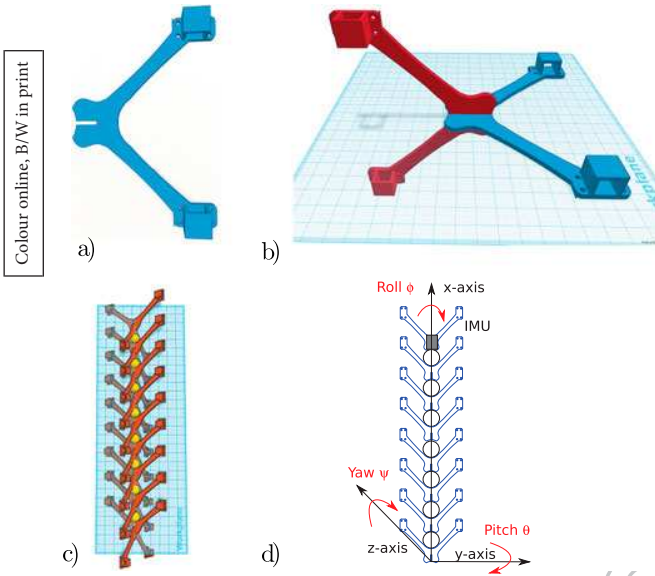 Colour online, B/W in print
a)
b)
c)
d)
Roll ϕ
x-axis
IMU
Yaw ψ
z-axis
Pitch θ
y-axis